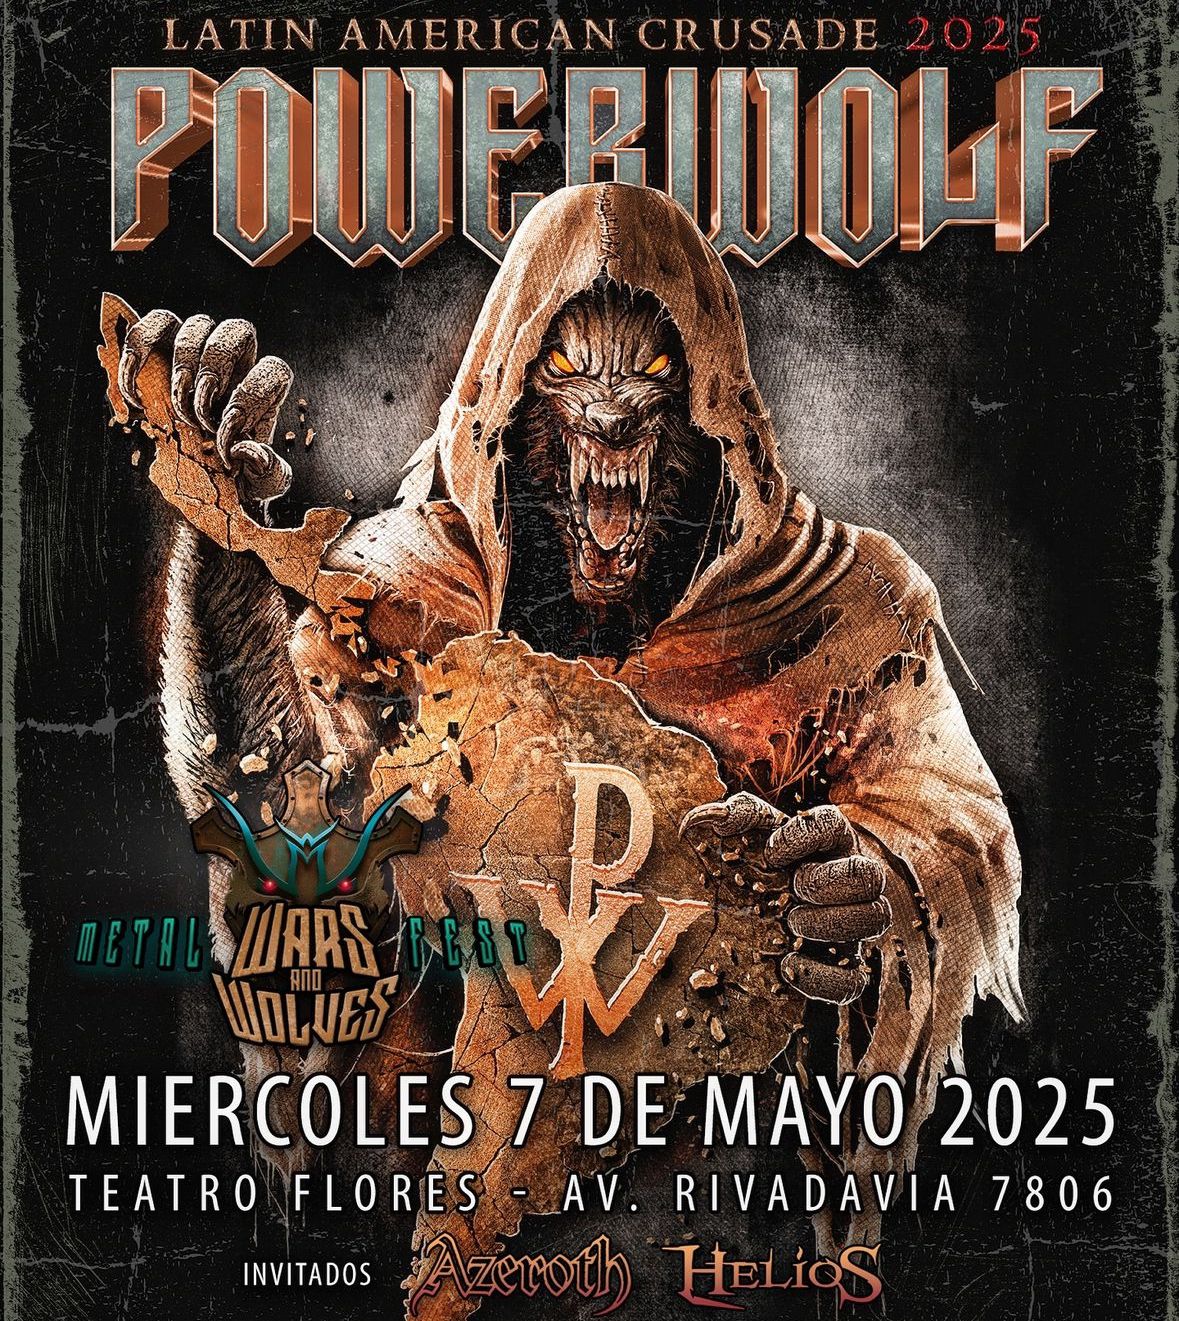 LATIN AMERICAN CRUSADE 2025
POWERWOLF
PW
METAL WARS FEST
AND
WOLVES
MIERCOLES 7 DE MAYO 2025
TEATRO FLORES - AV. RIVADAVIA 7806
INVITADOS Azeroth HELIOS